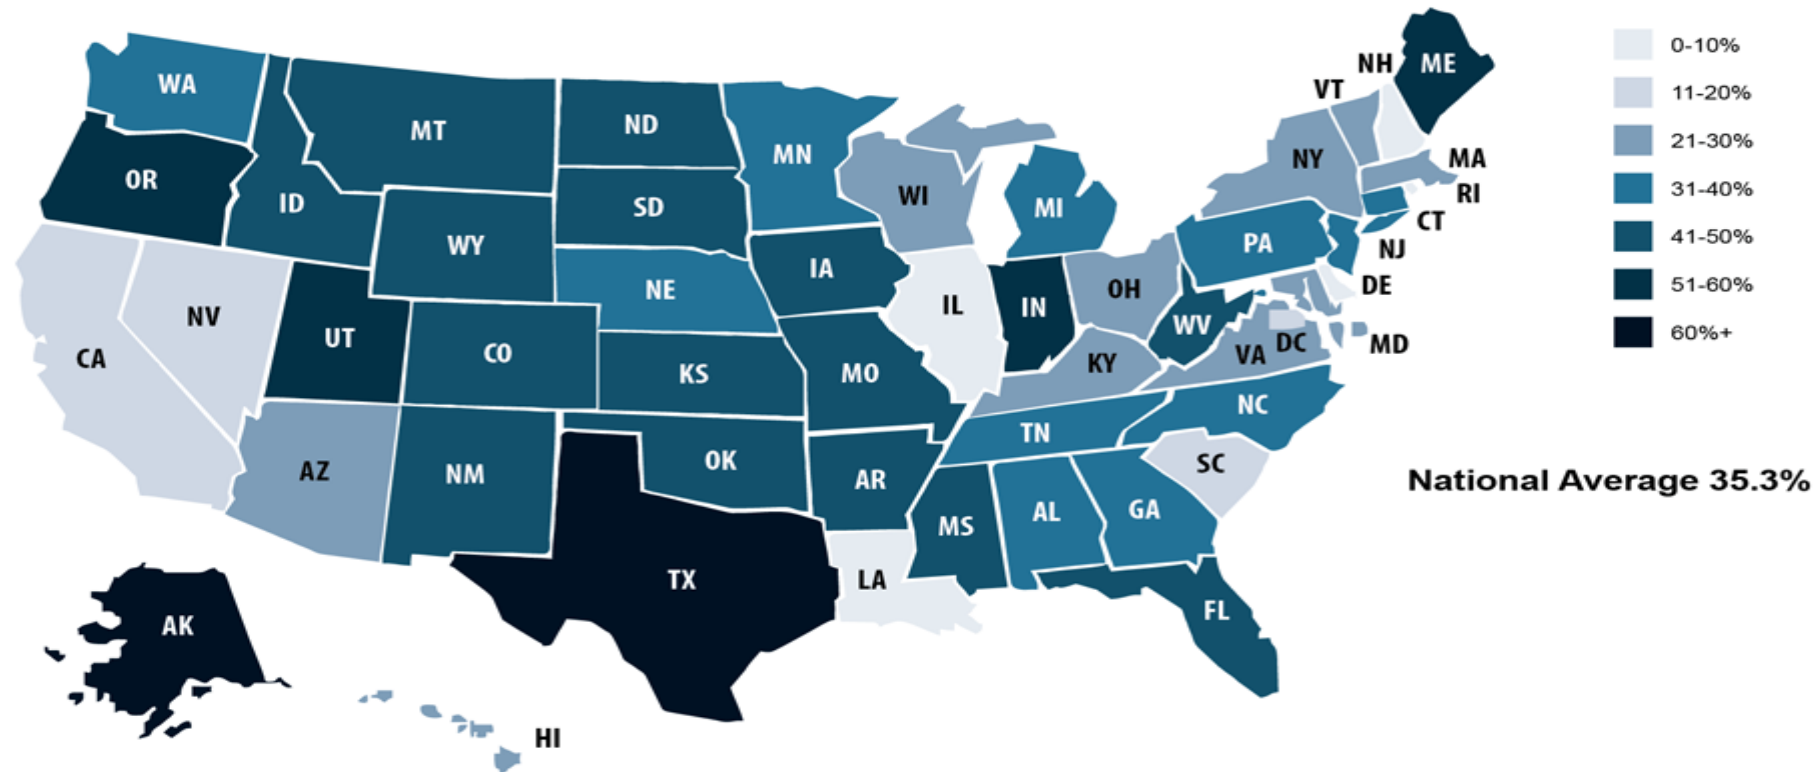 ME
NH
VT
WA
MT
ND
MN
OR
ID
SD
WI
MI
NY
MA
RI
CT
WY
IA
PA
NJ
NE
IL
IN
OH
DE
NV
UT
CO
WV
MD
CA
KS
MO
KY
VA
DC
AZ
NM
OK
AR
TN
NC
SC
MS
AL
GA
TX
LA
FL
AK
HI
0-10%
11-20%
21-30%
31-40%
41-50%
51-60%
60%+
National Average 35.3%